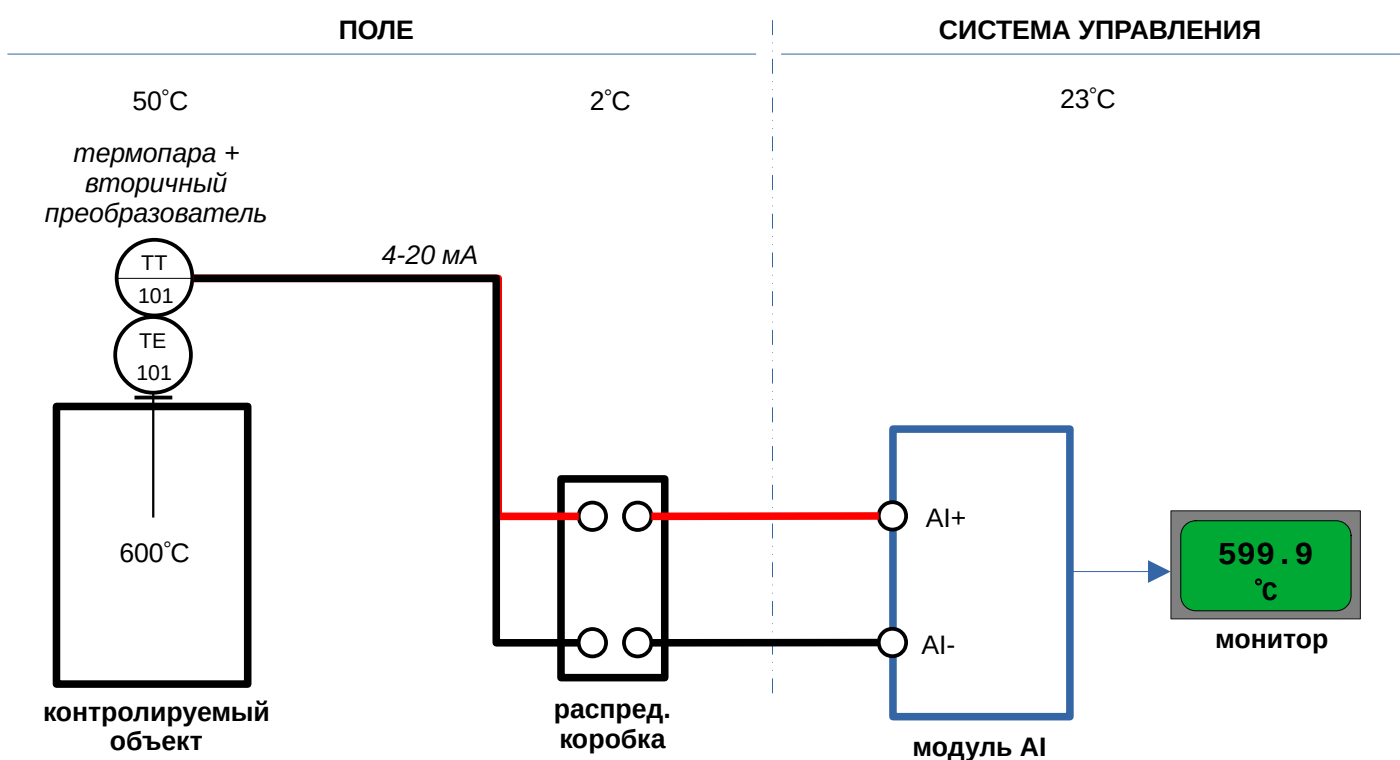 ПОЛЕ
СИСТЕМА УПРАВЛЕНИЯ
50°C
2°C
23°C
термопара +
вторичный
преобразователь
4-20 мА
TT
101
TE
101
600°C
AI+
AI-
599.9
°C
монитор
контролируемый
объект
распред.
коробка
модуль AI